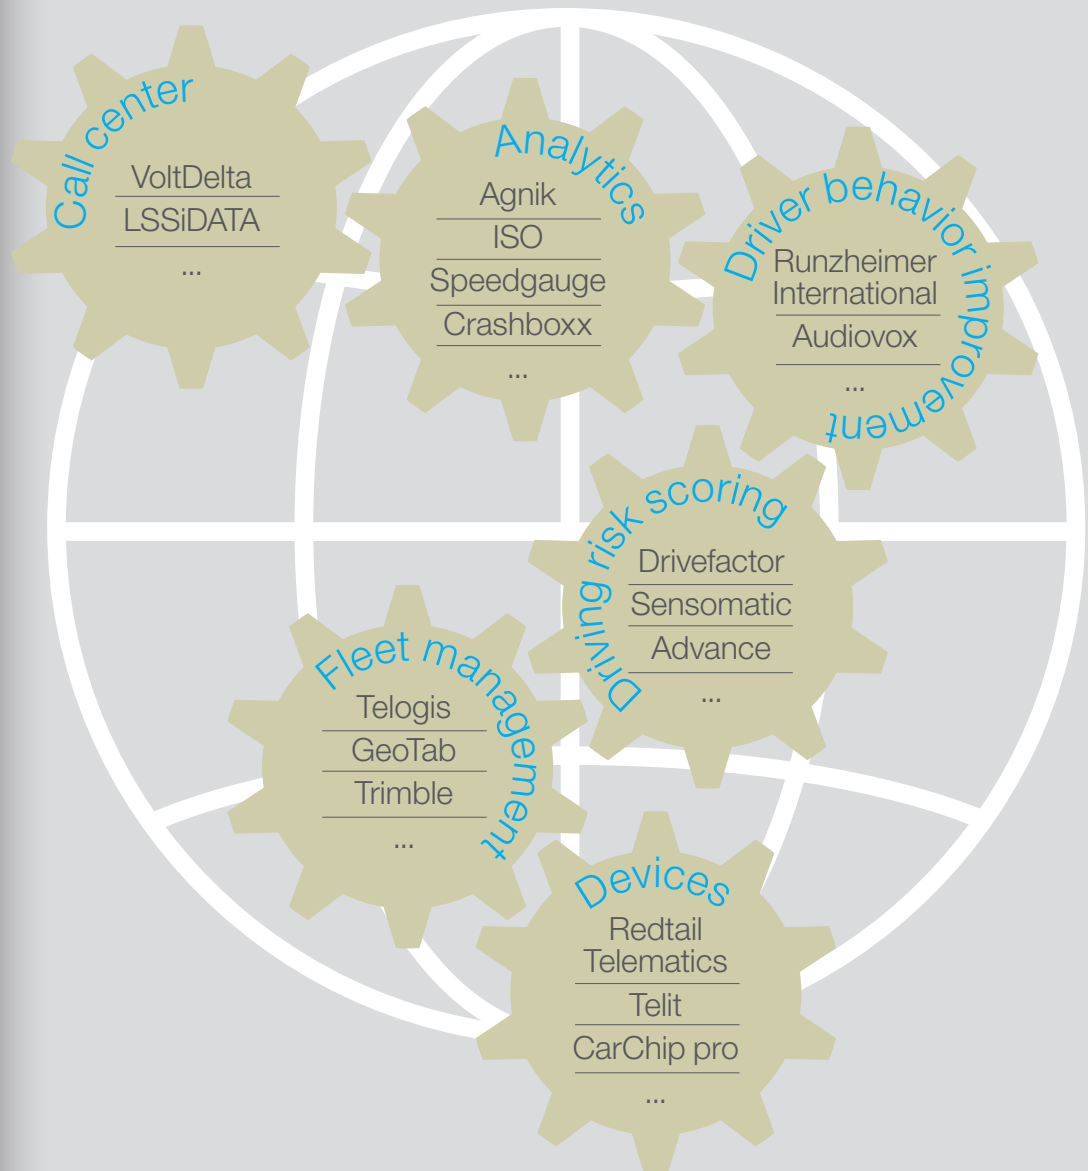 Call center
VoltDelta
LSSiDATA
...
Analytics
Agnik
ISO
Speedgauge
Crashboxx
...
Driver behavior improvement
Runzheimer
International
Audiovox
...
Driving risk scoring
Drivefactor
Sensomatic
Advance
...
Fleet management
Telogis
GeoTab
Trimble
...
Devices
Redtail
Telematics
Telit
CarChip pro
...